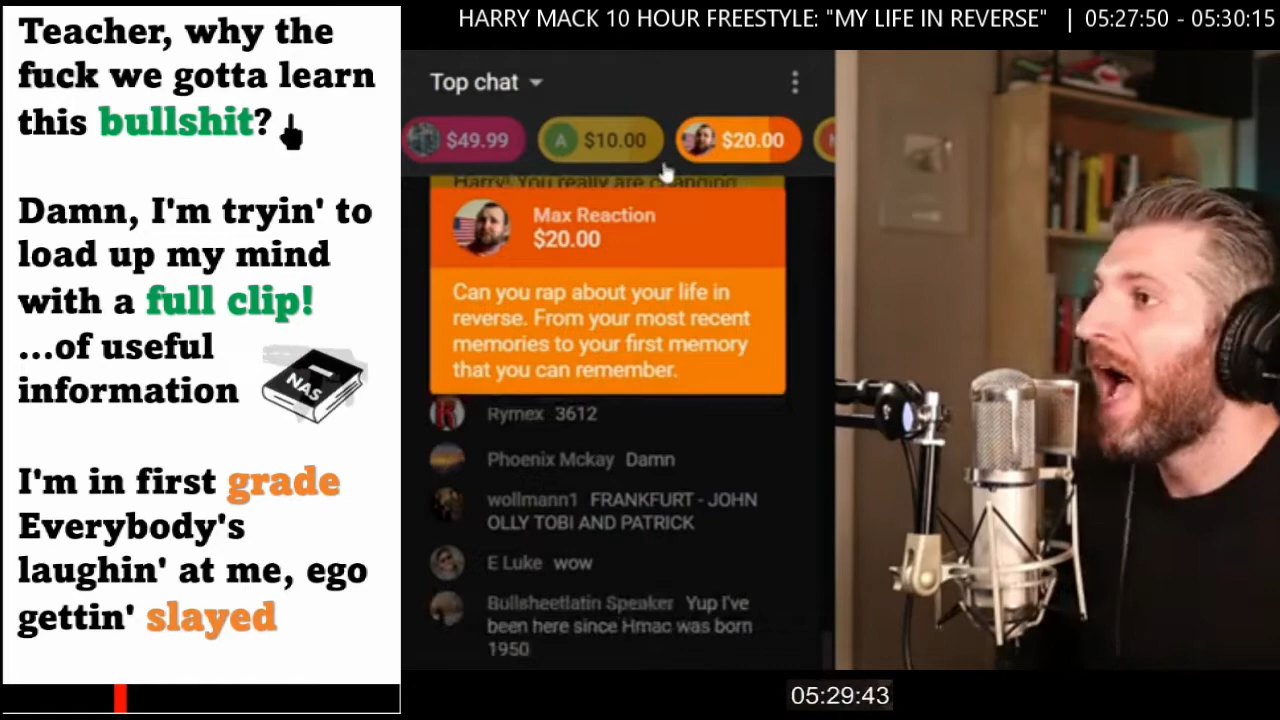 HARRY MACK 10 HOUR FREESTYLE: "MY LIFE IN REVERSE" | 05:27:50 - 05:30:15
Teacher, why the
fuck we gotta learn
this bullshit?
Damn, I'm tryin' to
load up my mind
with a full clip!
...of useful
information
NAS
I'm in first grade
Everybody's
laughin' at me, ego
gettin' slayed
Top chat
$49.99
A $10.00
$20.00
Harry! You really are changing
Max Reaction
$20.00
Can you rap about your life in
reverse. From your most recent
memories to your first memory
that you can remember.
Rymex 3612
Phoenix Mckay Damn
wollmann1 FRANKFURT - JOHN
OLLY TOBI AND PATRICK
E Luke wow
Bullsheetlatin Speaker Yup I've
been here since Hmac was born
1950
05:29:43